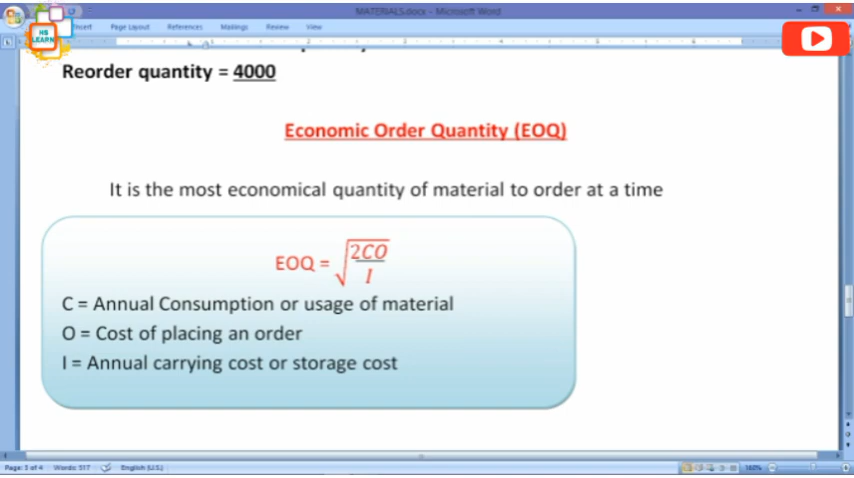 MATERIALS.docx - Microsoft Word
Insert Page Layout References Mailings Review View
HS
LEARN
Reorder quantity = 4000
Economic Order Quantity (EOQ)
It is the most economical quantity of material to order at a time
EOQ = √2CO/I
C = Annual Consumption or usage of material
O = Cost of placing an order
I = Annual carrying cost or storage cost
Page: 3 of 4 Words: 517 English (U.S.) 160%